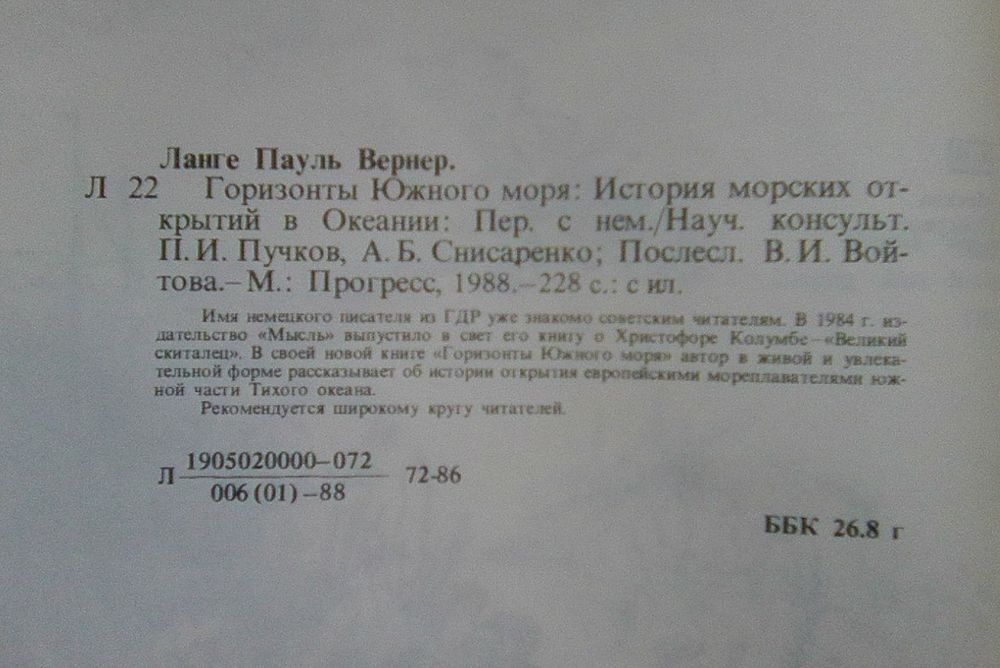 Ланге Пауль Вернер.
Л 22 Горизонты Южного моря: История морских от-
крытий в Океании: Пер. с нем./Науч. консульт.
П. И. Пучков, А. Б. Снисаренко; Послесл. В. И. Вой-
това.–М.: Прогресс, 1988.–228 с.: с ил.
Имя немецкого писателя из ГДР уже знакомо советским читателям. В 1984 г. из-
дательство «Мысль» выпустило в свет его книгу о Христофоре Колумбе–«Великий
скиталец». В своей новой книге «Горизонты Южного моря» автор в живой и увлека-
тельной форме рассказывает об истории открытия европейскими мореплавателями юж-
ной части Тихого океана.
Рекомендуется широкому кругу читателей.
Л 1905020000–072 72-86
006 (01) –88
ББК 26.8 г